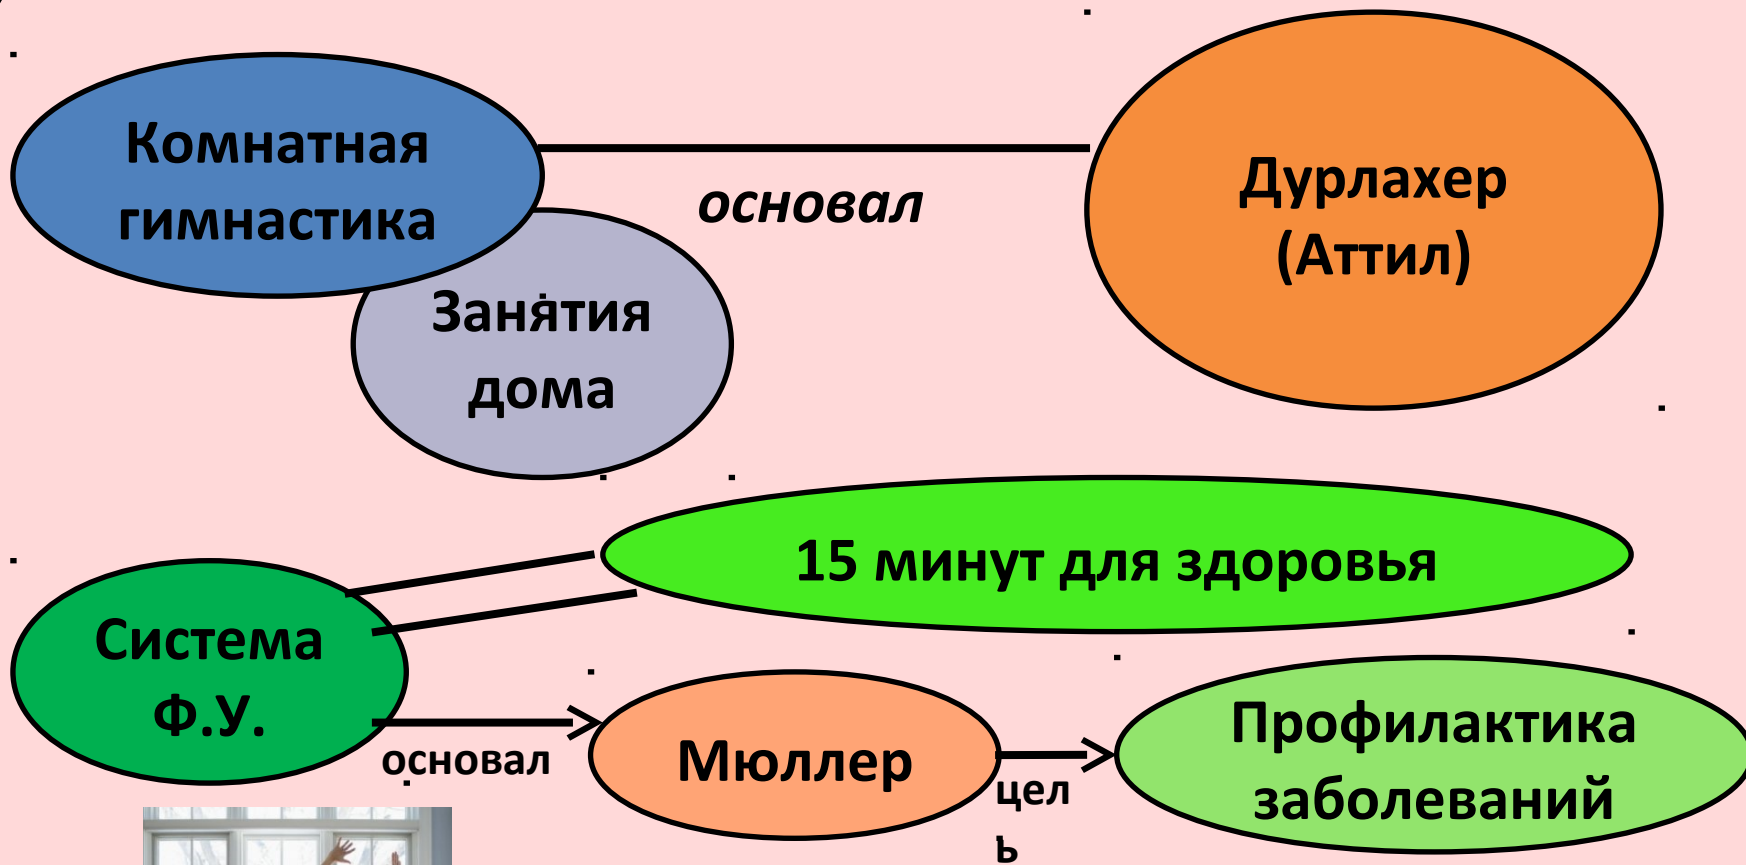 Комнатная
гимнастика
основал
Дурлахер
(Аттил)
Занятия
дома
15 минут для здоровья
Система
Ф.У.
основал
Мюллер
цел
ь
Профилактика
заболеваний